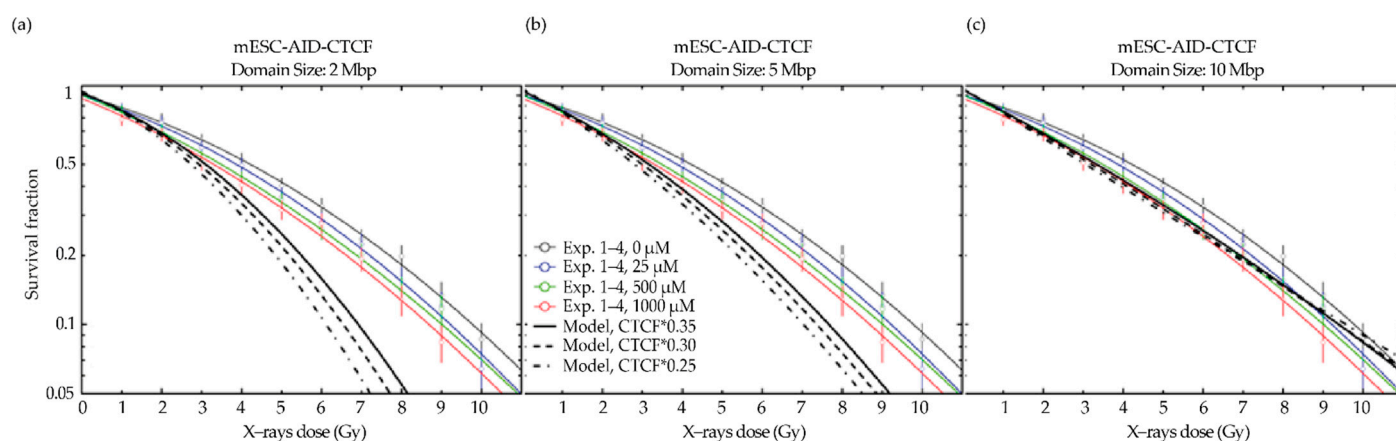 (a)
mESC-AID-CTCF
Domain Size: 2 Mbp
(b)
mESC-AID-CTCF
Domain Size: 5 Mbp
(c)
mESC-AID-CTCF
Domain Size: 10 Mbp
Survival fraction
1
0.5
0.2
0.1
0.05
Exp. 1–4, 0 μM
Exp. 1–4, 25 μM
Exp. 1–4, 500 μM
Exp. 1–4, 1000 μM
Model, CTCF*0.35
Model, CTCF*0.30
Model, CTCF*0.25
0 1 2 3 4 5 6 7 8 9 10
1 2 3 4 5 6 7 8 9 10
1 2 3 4 5 6 7 8 9 10
X–rays dose (Gy)
X–rays dose (Gy)
X–rays dose (Gy)